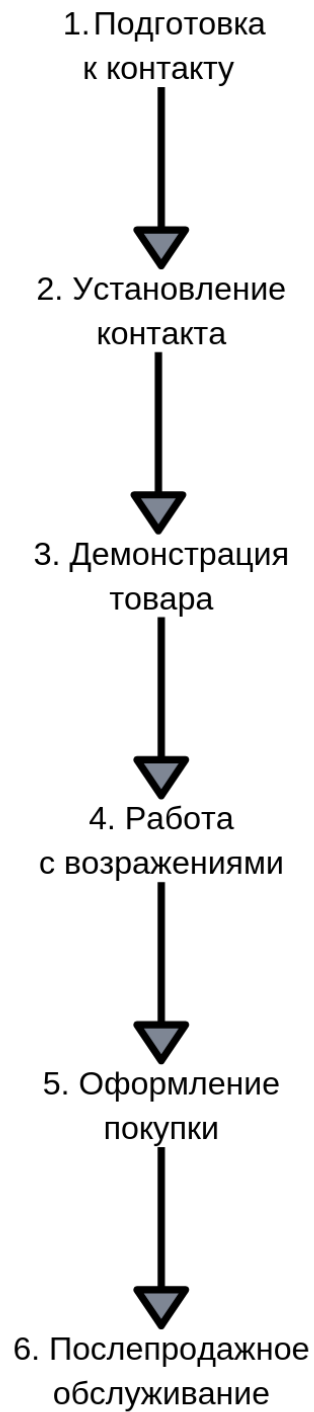 1. Подготовка
к контакту
2. Установление
контакта
3. Демонстрация
товара
4. Работа
с возражениями
5. Оформление
покупки
6. Послепродажное
обслуживание